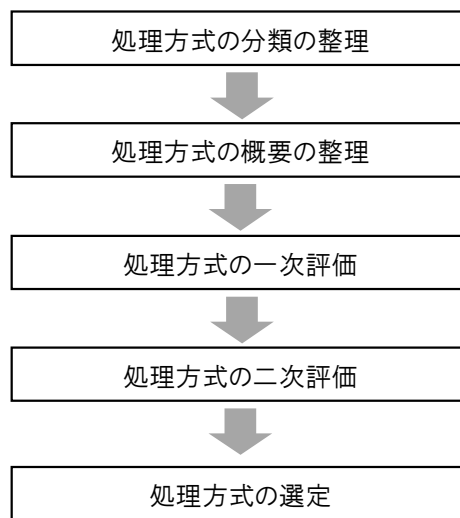 処理方式の分類の整理
処理方式の概要の整理
処理方式の一次評価
処理方式の二次評価
処理方式の選定